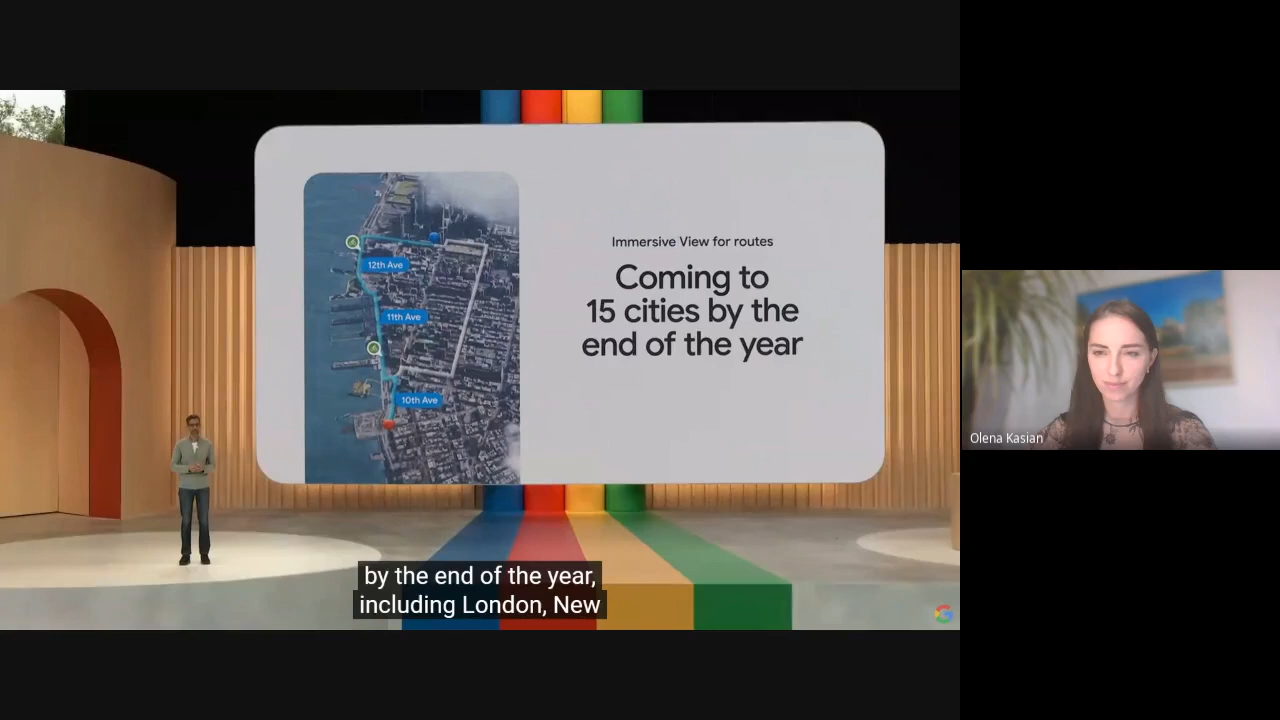 Immersive View for routes
Coming to
15 cities by the
end of the year
12th Ave
11th Ave
10th Ave
by the end of the year,
including London, New
Olena Kasian